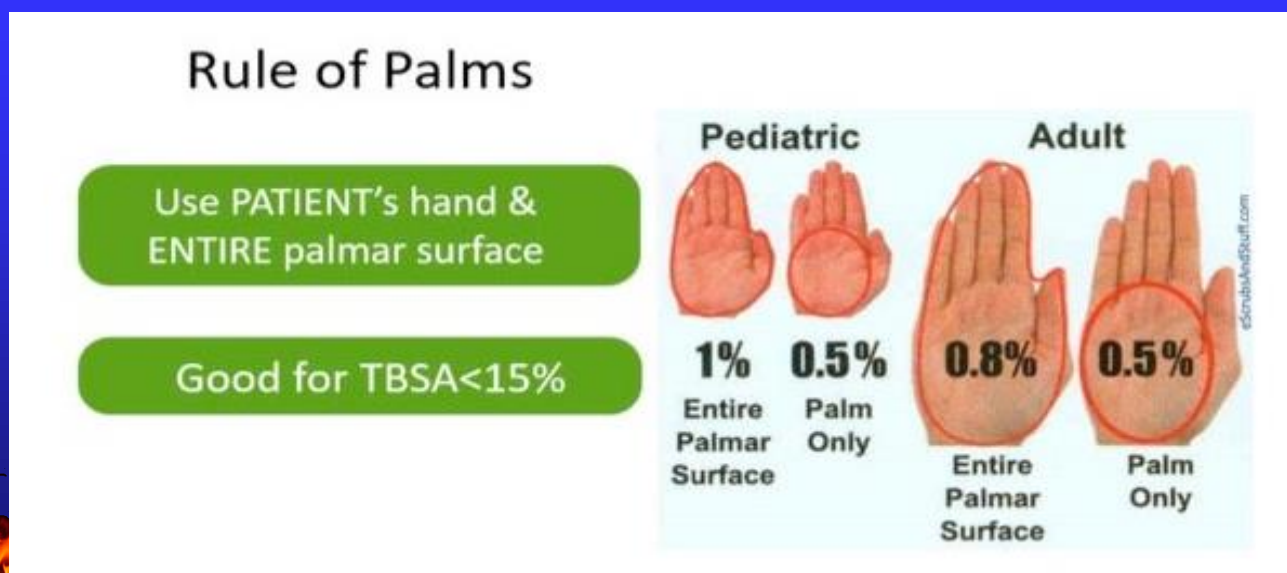 Rule of Palms
Use PATIENT's hand &
ENTIRE palmar surface
Good for TBSA<15%
Pediatric
Adult
1%
Entire
Palmar
Surface
0.5%
Palm
Only
0.8%
Entire
Palmar
Surface
0.5%
Palm
Only
eScrubsAndStuff.com